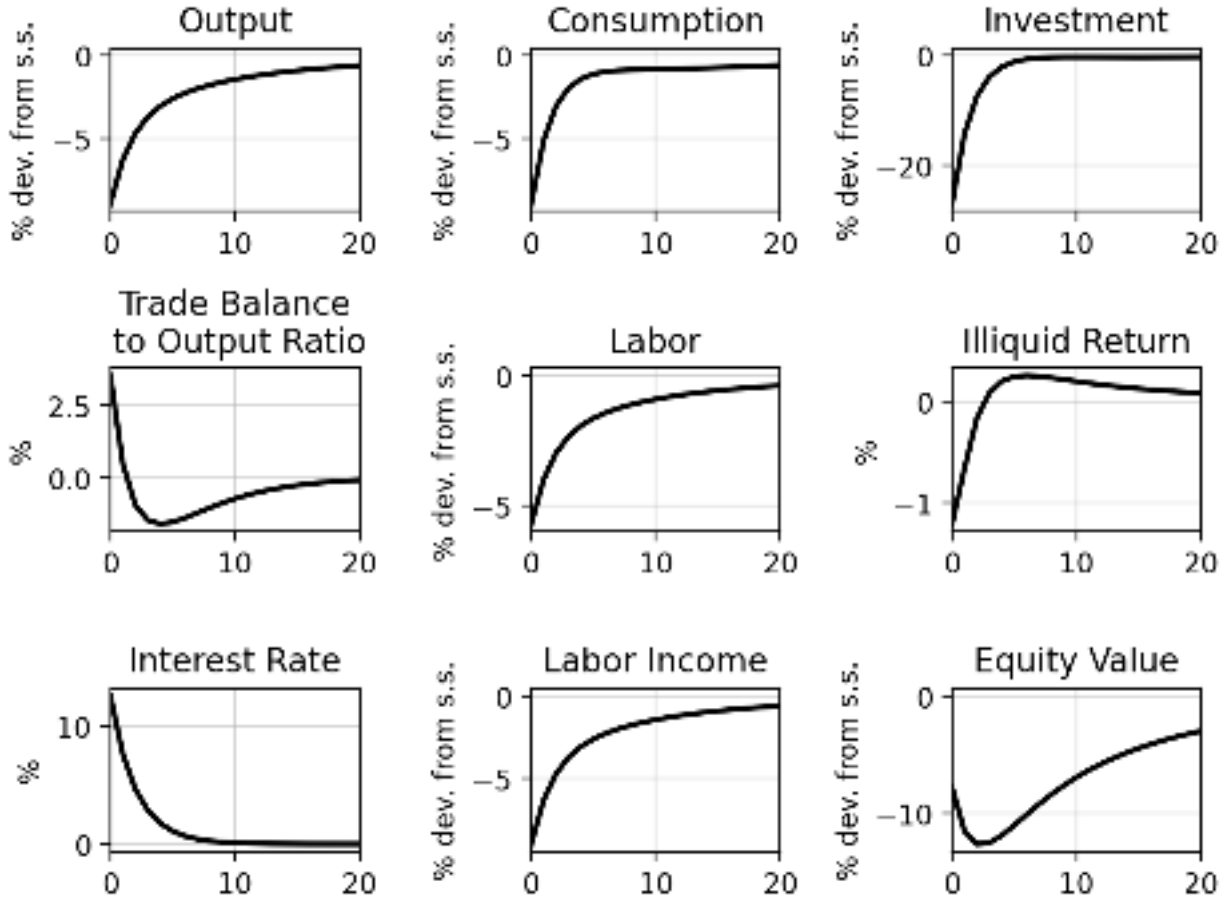 Output
Consumption
Investment
% dev. from s.s.
0
−5
0 10 20
% dev. from s.s.
0
−5
0 10 20
% dev. from s.s.
0
−20
0 10 20
Trade Balance
to Output Ratio
Labor
Illiquid Return
%
2.5
0.0
0 10 20
% dev. from s.s.
0
−5
0 10 20
%
0
−1
0 10 20
Interest Rate
Labor Income
Equity Value
%
10
0
0 10 20
% dev. from s.s.
0
−5
0 10 20
% dev. from s.s.
0
−10
0 10 20